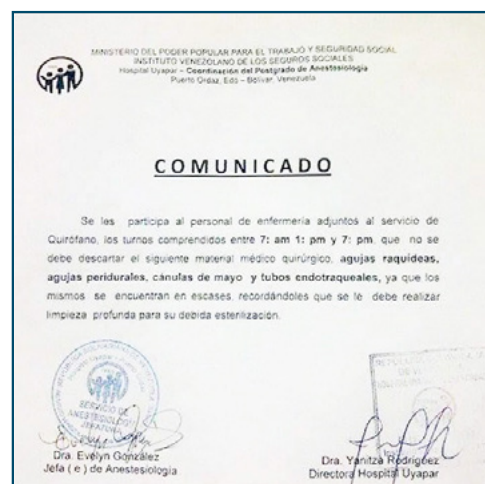 MINISTERIO DEL PODER POPULAR PARA EL TRABAJO Y SEGURIDAD SOCIAL
INSTITUTO VENEZOLANO DE LOS SEGUROS SOCIALES
Hospital Uyapar – Coordinación del Postgrado de Anestesiología
Puerto Ordaz, Edo – Bolívar, Venezuela
COMUNICADO
Se les participa al personal de enfermería adjuntos al servicio de
Quirófano, los turnos comprendidos entre 7: am 1: pm y 7: pm, que no se
debe descartar el siguiente material médico quirúrgico, agujas raquídeas,
agujas peridurales, cánulas de mayo y tubos endotraqueales, ya que los
mismos se encuentran en escases, recordándoles que se le debe realizar
limpieza profunda para su debida esterilización.
SERVICIO DE
ANESTESIOLOGÍA
JEFATURA
Dra. Evelyn González
Jefa ( e ) de Anestesiología
Dra. Yanitza Rodríguez
Directora Hospital Uyapar